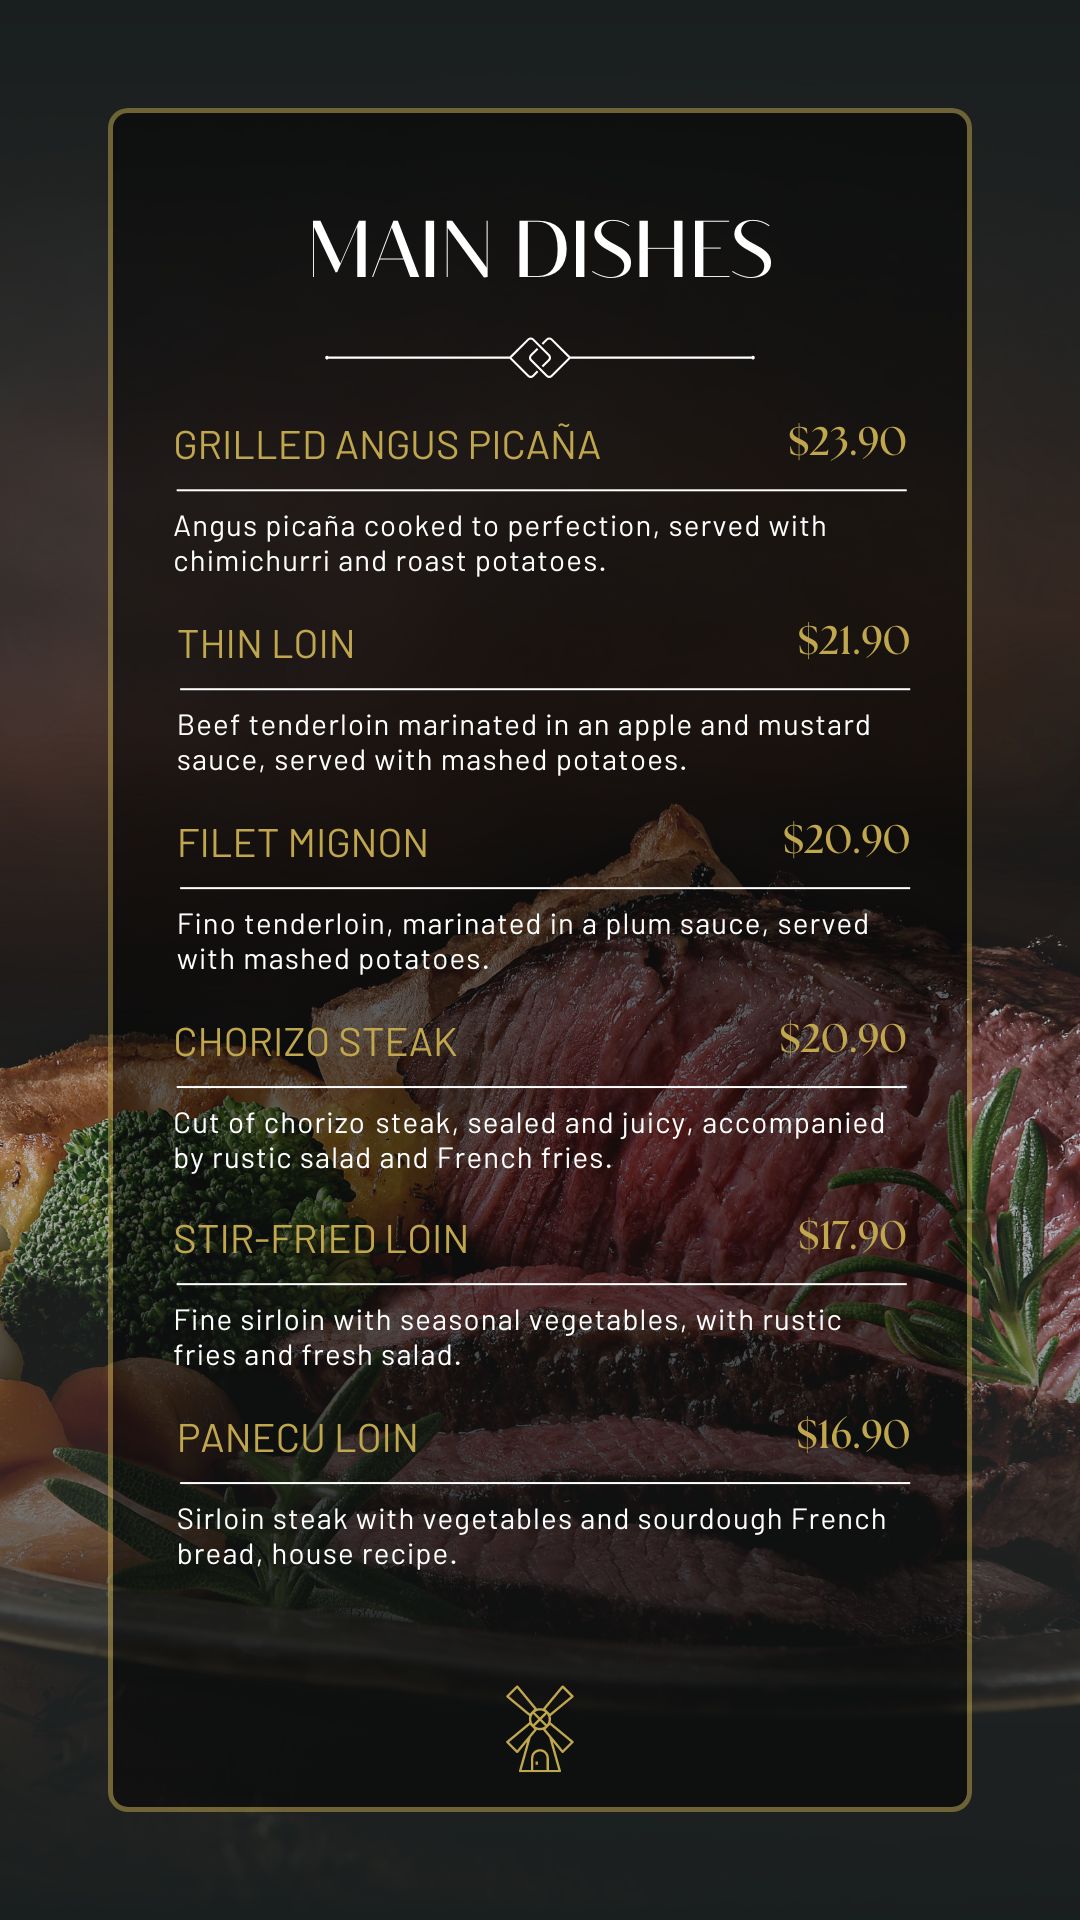 MAIN DISHES
GRILLED ANGUS PICAÑA $23.90
Angus picaña cooked to perfection, served with
chimichurri and roast potatoes.
THIN LOIN $21.90
Beef tenderloin marinated in an apple and mustard
sauce, served with mashed potatoes.
FILET MIGNON $20.90
Fino tenderloin, marinated in a plum sauce, served
with mashed potatoes.
CHORIZO STEAK $20.90
Cut of chorizo steak, sealed and juicy, accompanied
by rustic salad and French fries.
STIR-FRIED LOIN $17.90
Fine sirloin with seasonal vegetables, with rustic
fries and fresh salad.
PANECU LOIN $16.90
Sirloin steak with vegetables and sourdough French
bread, house recipe.